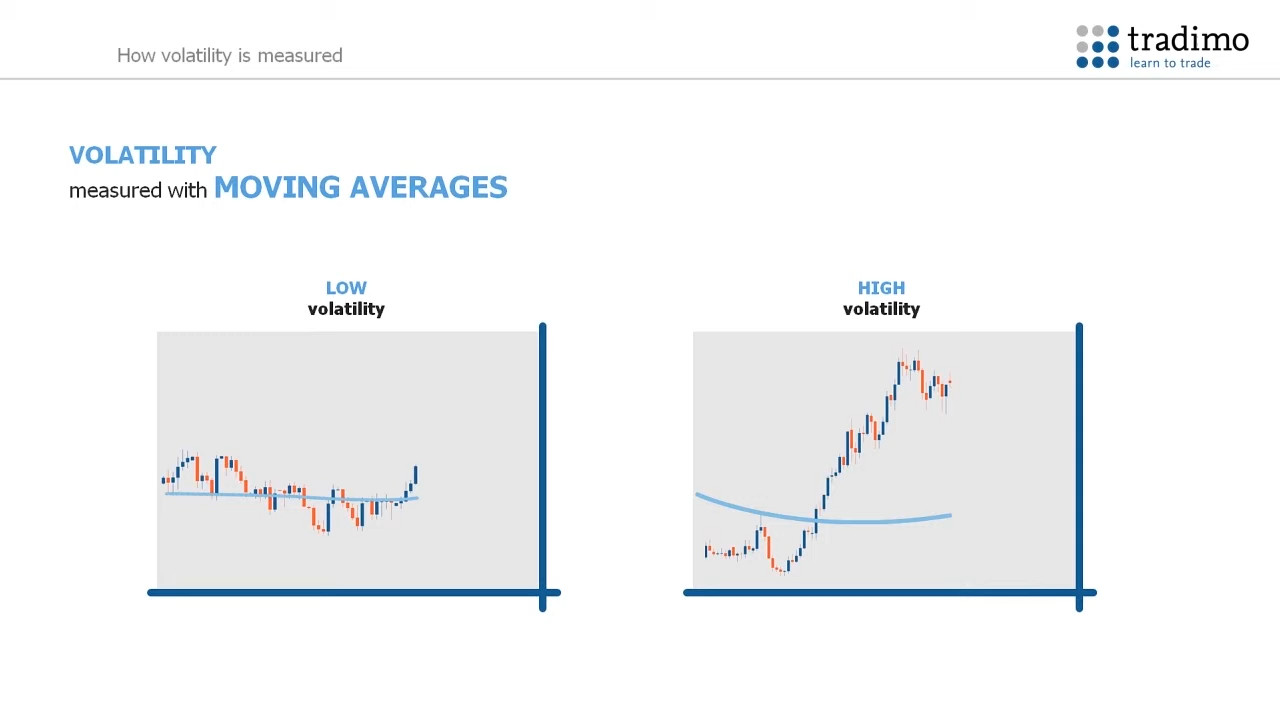 How volatility is measured
tradimo
learn to trade
VOLATILITY
measured with MOVING AVERAGES
LOW
volatility
HIGH
volatility